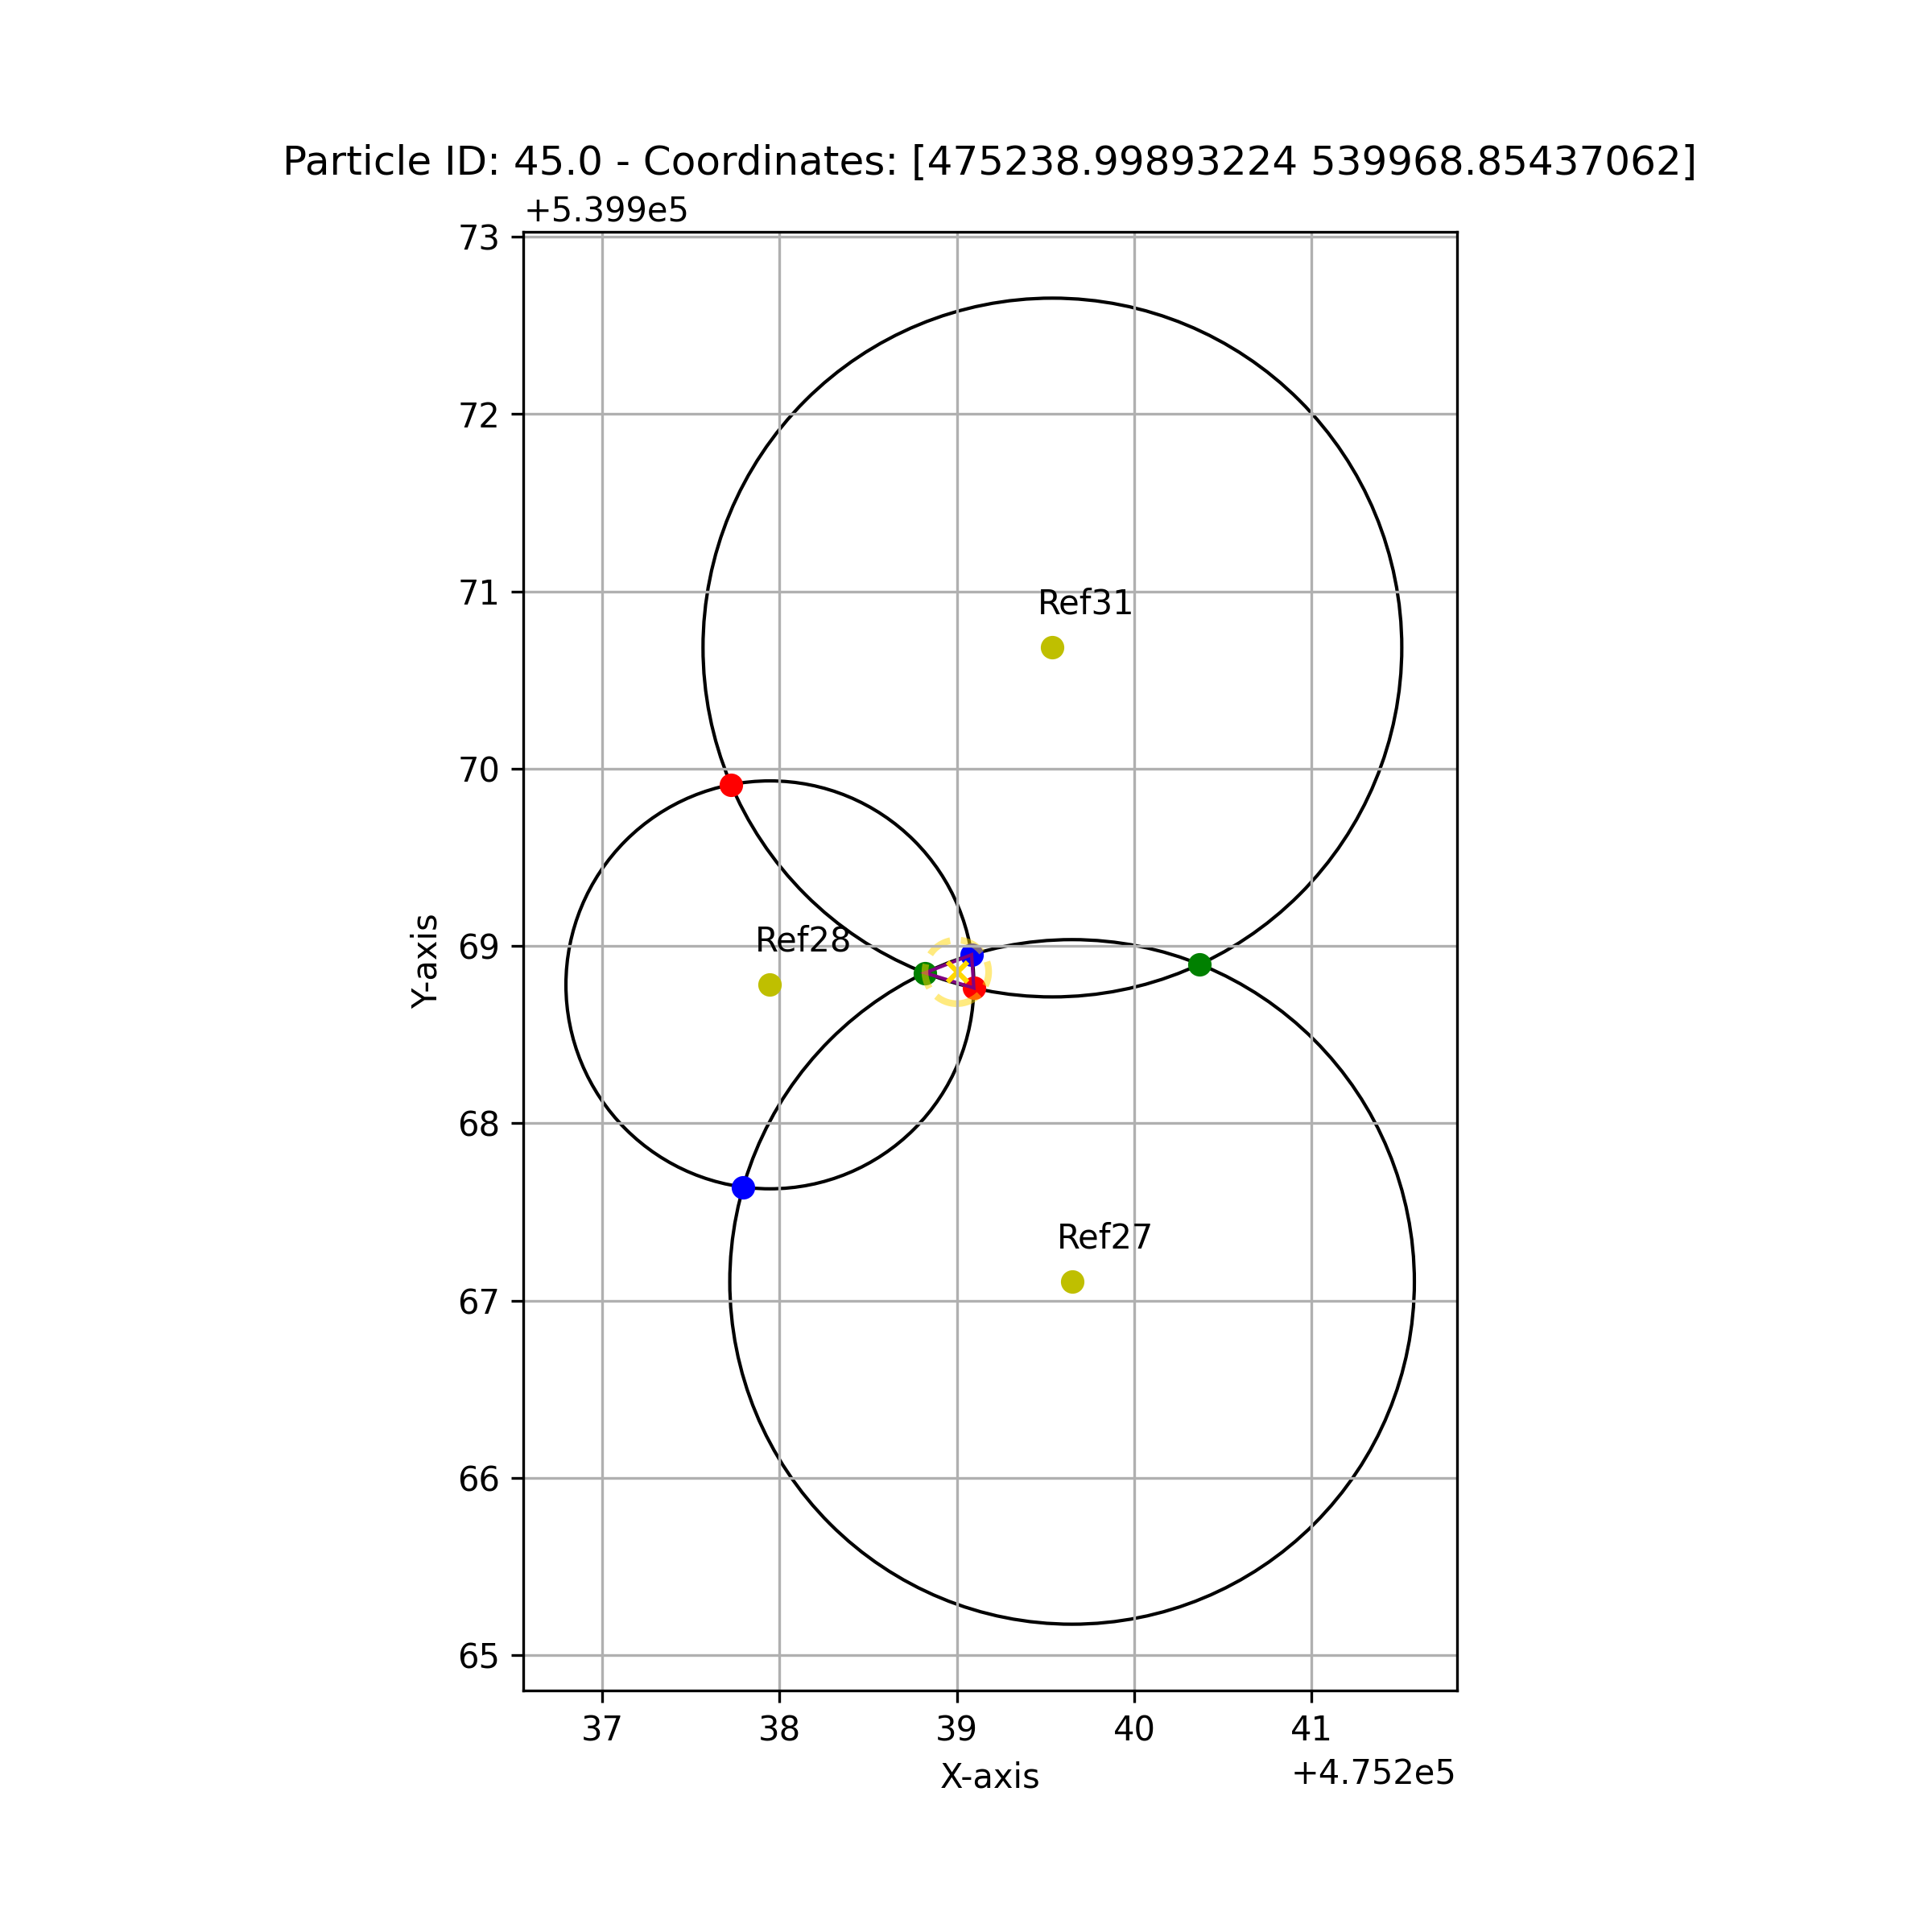 Particle ID: 45.0 - Coordinates: [475238.99893224 539968.85437062]
+5.399e5
73
72
71
70
69
68
67
66
65
Y-axis
Ref31
Ref28
Ref27
37 38 39 40 41
X-axis
+4.752e5